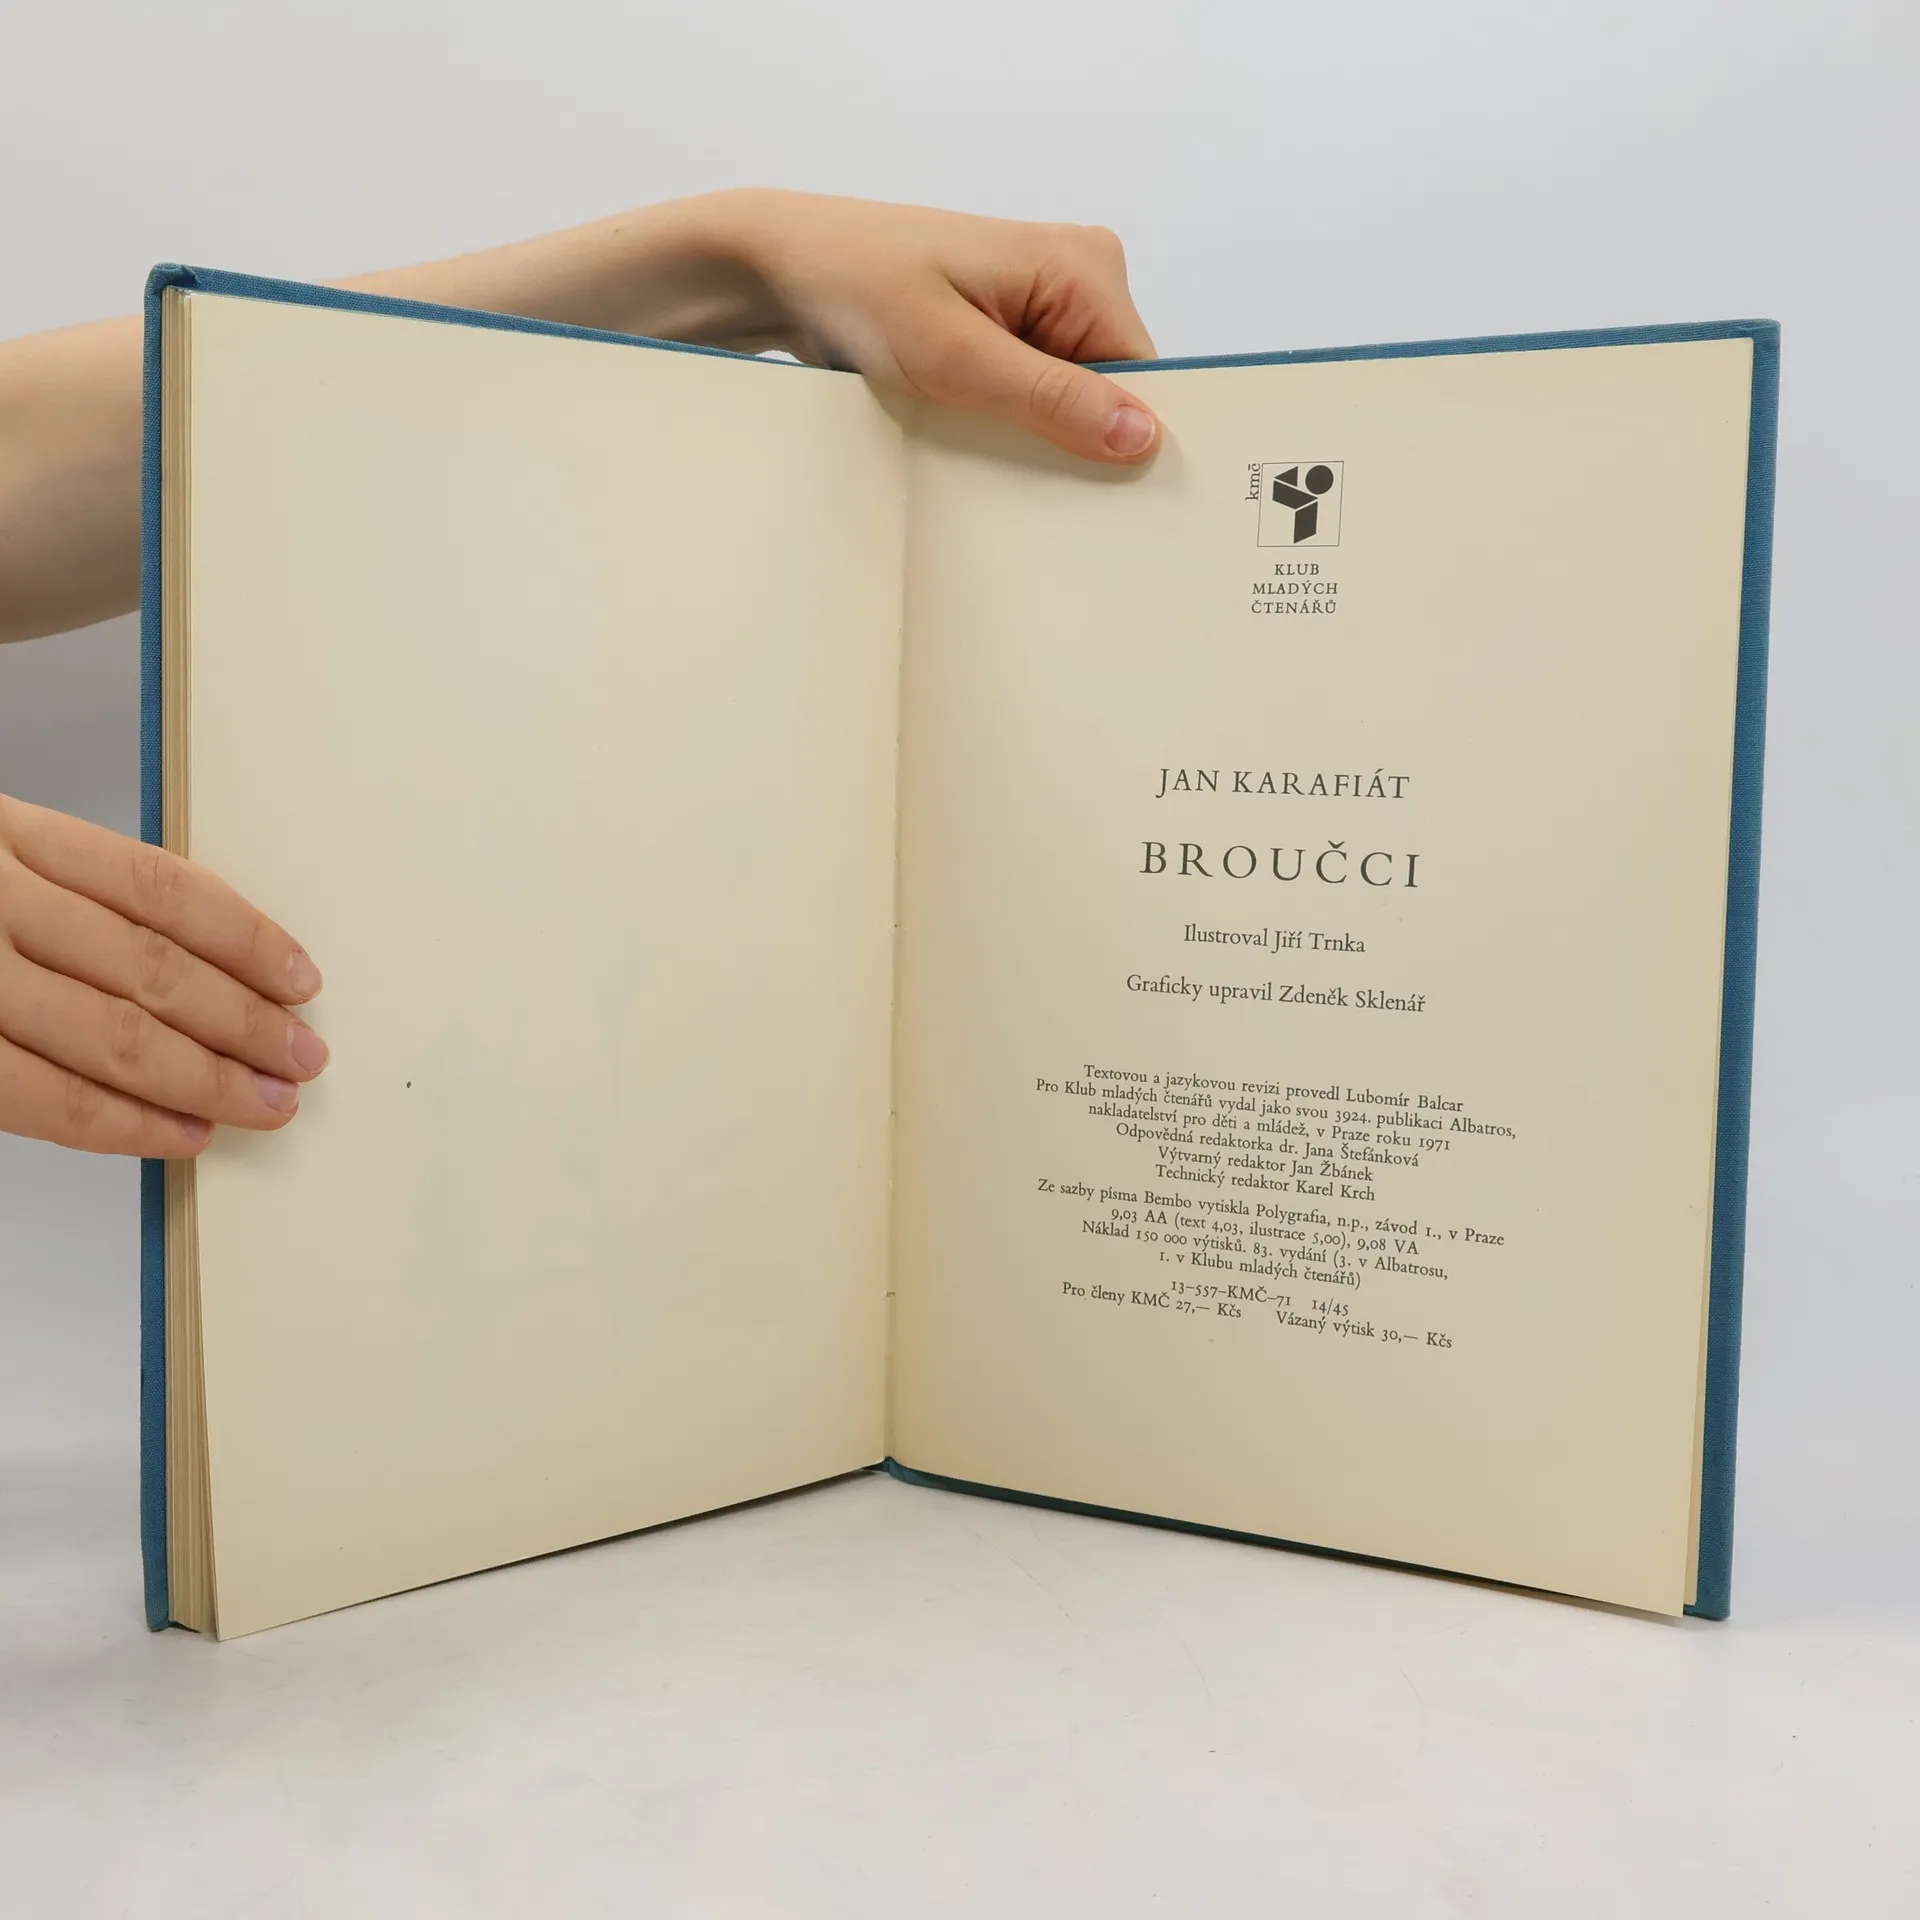 kmč
KLUB
MLADÝCH
ČTENÁŘŮ
JAN KARAFIÁT
BROUČCI
Ilustroval Jiří Trnka
Graficky upravil Zdeněk Sklenář
Textovou a jazykovou revizi provedl Lubomír Balcar
Pro Klub mladých čtenářů vydal jako svou 3924. publikaci Albatros,
nakladatelství pro děti a mládež, v Praze roku 1971
Odpovědná redaktorka dr. Jana Štefánková
Výtvarný redaktor Jan Žbánek
Technický redaktor Karel Krch
Ze sazby písma Bembo vytiskla Polygrafia, n.p., závod 1., v Praze
9,03 AA (text 4,03, ilustrace 5,00), 9,08 VA
Náklad 150 000 výtisků. 83. vydání (3. v Albatrosu,
1. v Klubu mladých čtenářů)
13–557–KMČ–71 14/45
Pro členy KMČ 27,— Kčs Vázaný výtisk 30,— Kčs